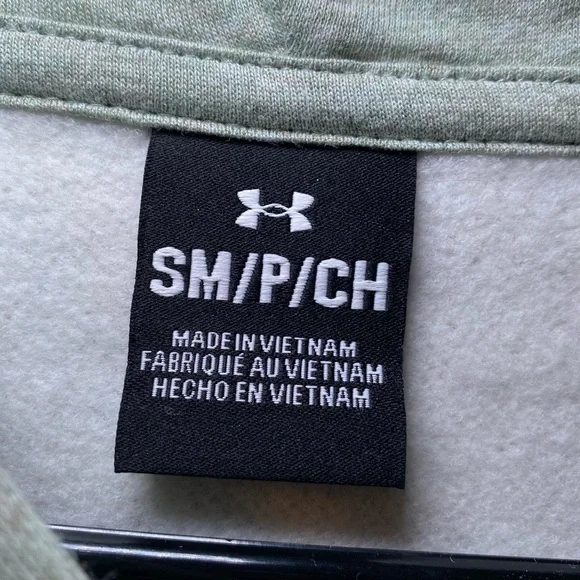 SM/P/CH
MADE IN VIETNAM
FABRIQUÉ AU VIETNAM
HECHO EN VIETNAM